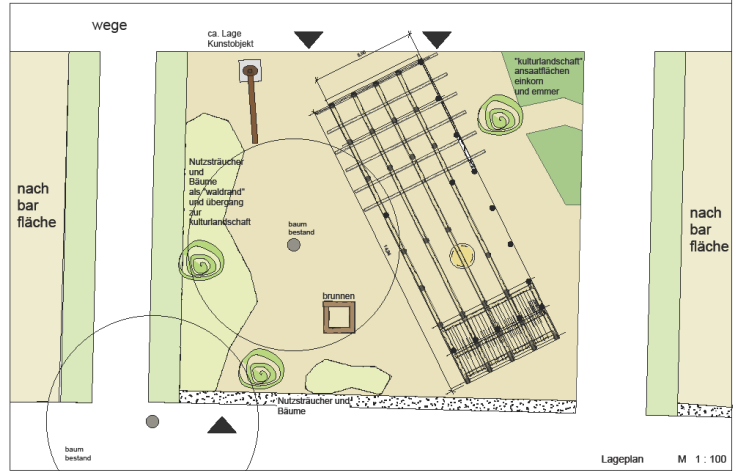 wege
ca. Lage
Kunstobjekt
"kulturlandschaft"
ansaatflächen
einkorn
und emmer
Nutzsträucher
und
Bäume
als "waldrand"
und übergang
zur
kulturlandschaft
nach
bar
fläche
baum
bestand
nach
bar
fläche
brunnen
Nutzsträucher und
Bäume
baum
bestand
Lageplan M 1 : 100